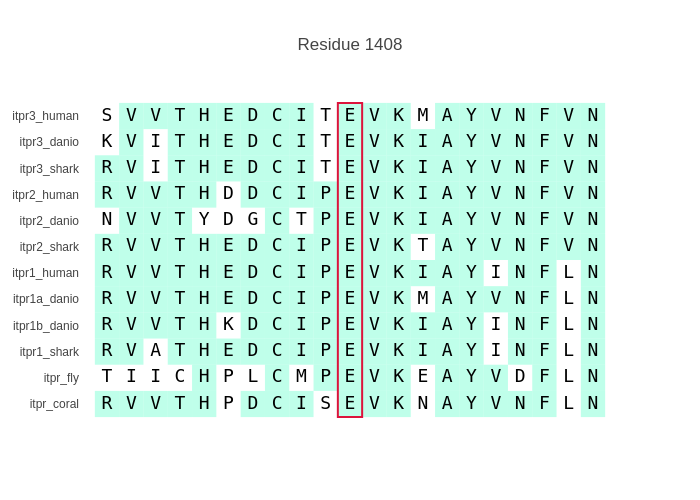 Residue 1408
itpr3_human S V V T H E D C I T E V K M A Y V N F V N
itpr3_danio K V I T H E D C I T E V K I A Y V N F V N
itpr3_shark R V I T H E D C I T E V K I A Y V N F V N
itpr2_human R V V T H D D C I P E V K I A Y V N F V N
itpr2_danio N V V T Y D G C T P E V K I A Y V N F V N
itpr2_shark R V V T H E D C I P E V K T A Y V N F V N
itpr1_human R V V T H E D C I P E V K I A Y I N F L N
itpr1a_danio R V V T H E D C I P E V K M A Y V N F L N
itpr1b_danio R V V T H K D C I P E V K I A Y I N F L N
itpr1_shark R V A T H E D C I P E V K I A Y I N F L N
itpr_fly T I I C H P L C M P E V K E A Y V D F L N
itpr_coral R V V T H P D C I S E V K N A Y V N F L N